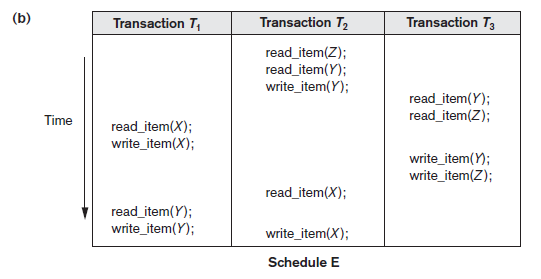 (b)
Transaction T1 Transaction T2 Transaction T3
read_item(Z);
read_item(Y);
write_item(Y);
read_item(Y);
read_item(Z);
Time
read_item(X);
write_item(X);
write_item(Y);
write_item(Z);
read_item(X);
read_item(Y);
write_item(Y);
write_item(X);
Schedule E